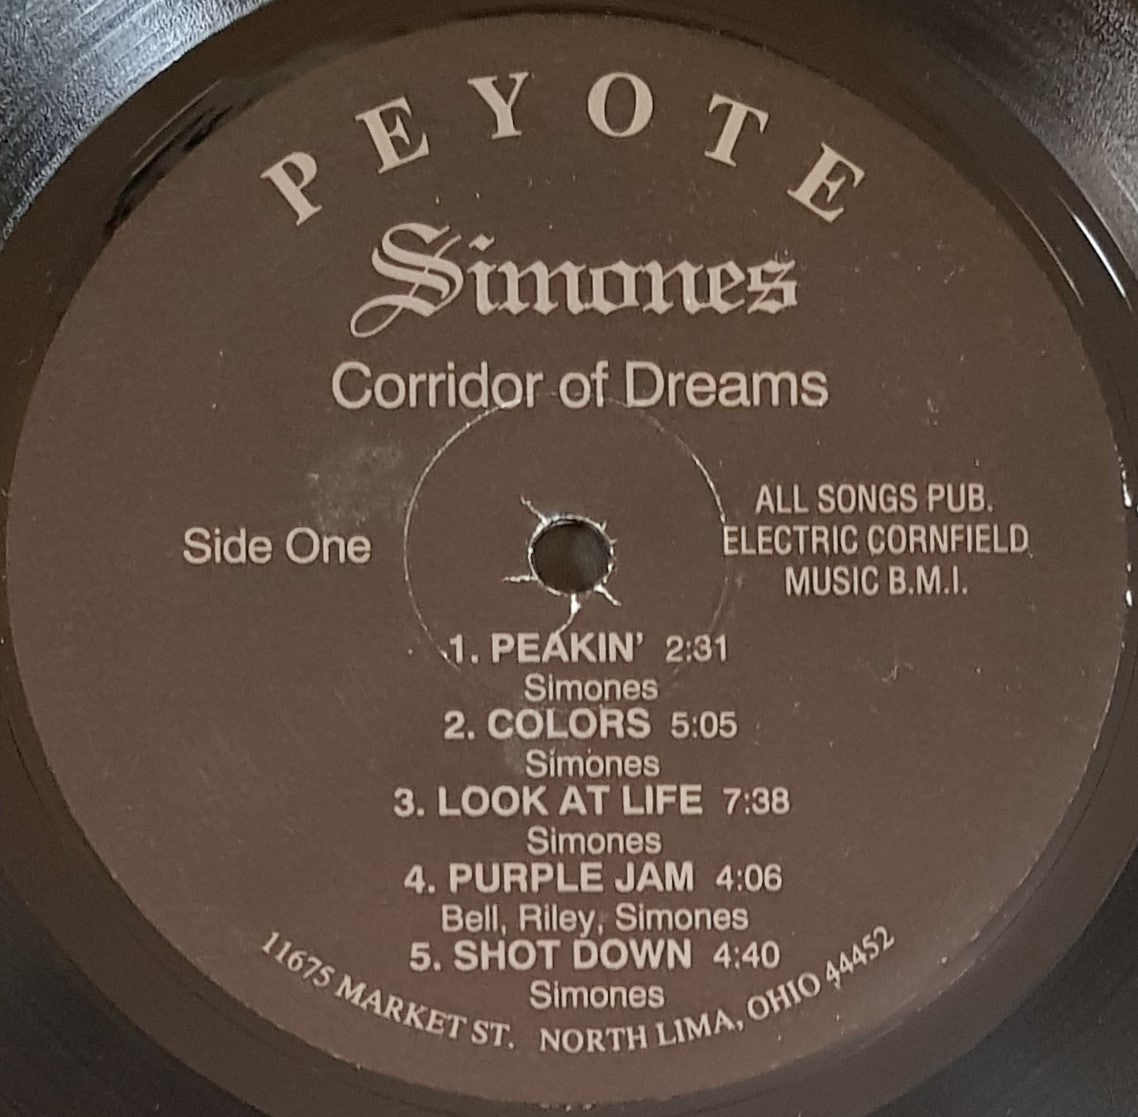 PEYOTE
Simones
Corridor of Dreams
Side One
ALL SONGS PUB.
ELECTRIC CORNFIELD
MUSIC B.M.I.
1. PEAKIN' 2:31
Simones
2. COLORS 5:05
Simones
3. LOOK AT LIFE 7:38
Simones
4. PURPLE JAM 4:06
Bell, Riley, Simones
5. SHOT DOWN 4:40
Simones
11675 MARKET ST. NORTH LIMA, OHIO 44452